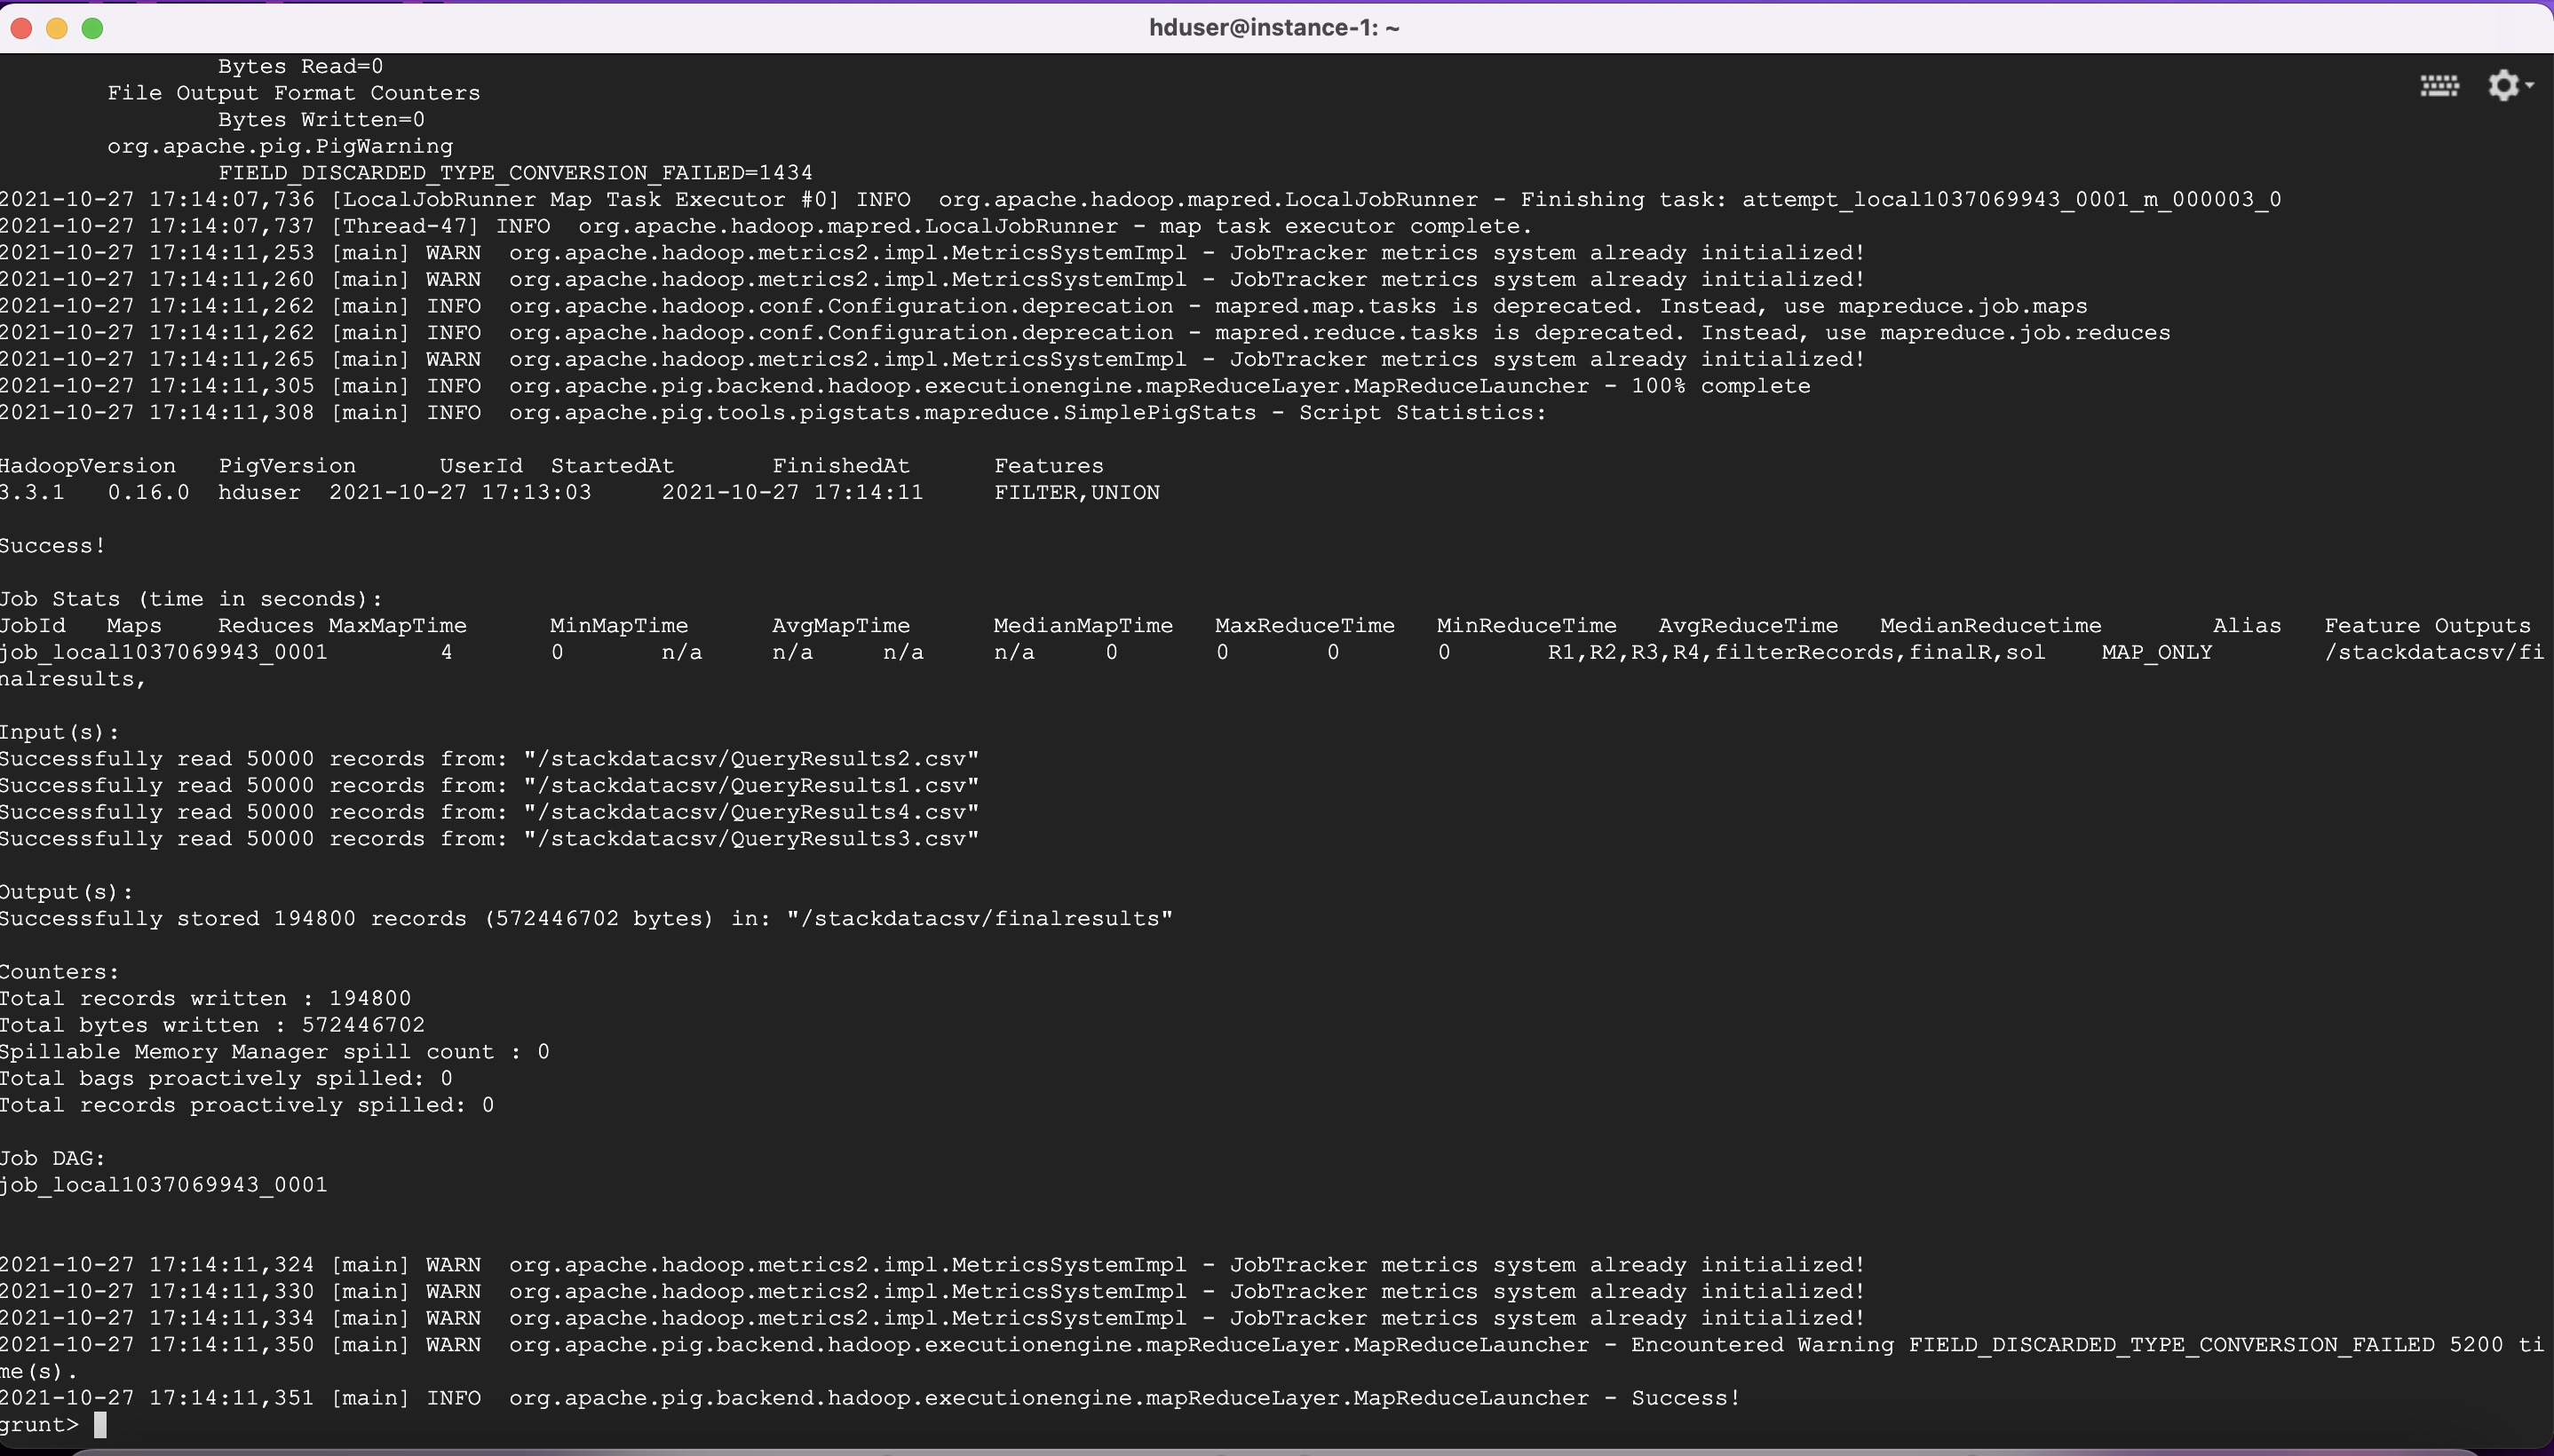 hduser@instance-1: ~
Bytes Read=0
File Output Format Counters
Bytes Written=0
org.apache.pig.PigWarning
FIELD_DISCARDED_TYPE_CONVERSION_FAILED=1434
2021-10-27 17:14:07,736 [LocalJobRunner Map Task Executor #0] INFO  org.apache.hadoop.mapred.LocalJobRunner - Finishing task: attempt_local1037069943_0001_m_000003_0
2021-10-27 17:14:07,737 [Thread-47] INFO  org.apache.hadoop.mapred.LocalJobRunner - map task executor complete.
2021-10-27 17:14:11,253 [main] WARN  org.apache.hadoop.metrics2.impl.MetricsSystemImpl - JobTracker metrics system already initialized!
2021-10-27 17:14:11,260 [main] WARN  org.apache.hadoop.metrics2.impl.MetricsSystemImpl - JobTracker metrics system already initialized!
2021-10-27 17:14:11,262 [main] INFO  org.apache.hadoop.conf.Configuration.deprecation - mapred.map.tasks is deprecated. Instead, use mapreduce.job.maps
2021-10-27 17:14:11,262 [main] INFO  org.apache.hadoop.conf.Configuration.deprecation - mapred.reduce.tasks is deprecated. Instead, use mapreduce.job.reduces
2021-10-27 17:14:11,265 [main] WARN  org.apache.hadoop.metrics2.impl.MetricsSystemImpl - JobTracker metrics system already initialized!
2021-10-27 17:14:11,305 [main] INFO  org.apache.pig.backend.hadoop.executionengine.mapReduceLayer.MapReduceLauncher - 100% complete
2021-10-27 17:14:11,308 [main] INFO  org.apache.pig.tools.pigstats.mapreduce.SimplePigStats - Script Statistics:
HadoopVersion PigVersion UserId StartedAt FinishedAt Features
3.3.1 0.16.0 hduser 2021-10-27 17:13:03 2021-10-27 17:14:11 FILTER,UNION
Success!
Job Stats (time in seconds):
JobId Maps Reduces MaxMapTime MinMapTime AvgMapTime MedianMapTime MaxReduceTime MinReduceTime AvgReduceTime MedianReducetime Alias Feature Outputs
job_local1037069943_0001 4 0 n/a n/a n/a n/a 0 0 0 0 R1,R2,R3,R4,filterRecords,finalR,sol MAP_ONLY /stackdatacsv/fi
nalresults,
Input(s):
Successfully read 50000 records from: "/stackdatacsv/QueryResults2.csv"
Successfully read 50000 records from: "/stackdatacsv/QueryResults1.csv"
Successfully read 50000 records from: "/stackdatacsv/QueryResults4.csv"
Successfully read 50000 records from: "/stackdatacsv/QueryResults3.csv"
Output(s):
Successfully stored 194800 records (572446702 bytes) in: "/stackdatacsv/finalresults"
Counters:
Total records written : 194800
Total bytes written : 572446702
Spillable Memory Manager spill count : 0
Total bags proactively spilled: 0
Total records proactively spilled: 0
Job DAG:
job_local1037069943_0001
2021-10-27 17:14:11,324 [main] WARN  org.apache.hadoop.metrics2.impl.MetricsSystemImpl - JobTracker metrics system already initialized!
2021-10-27 17:14:11,330 [main] WARN  org.apache.hadoop.metrics2.impl.MetricsSystemImpl - JobTracker metrics system already initialized!
2021-10-27 17:14:11,334 [main] WARN  org.apache.hadoop.metrics2.impl.MetricsSystemImpl - JobTracker metrics system already initialized!
2021-10-27 17:14:11,350 [main] WARN  org.apache.pig.backend.hadoop.executionengine.mapReduceLayer.MapReduceLauncher - Encountered Warning FIELD_DISCARDED_TYPE_CONVERSION_FAILED 5200 ti
me(s).
2021-10-27 17:14:11,351 [main] INFO  org.apache.pig.backend.hadoop.executionengine.mapReduceLayer.MapReduceLauncher - Success!
grunt>